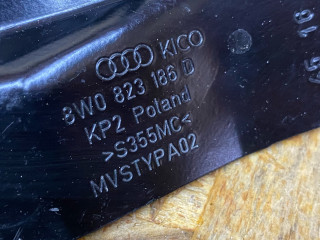 KICO
8W0 823 186 D
KP2 Poland
>S355MC<
MVSTYPA02